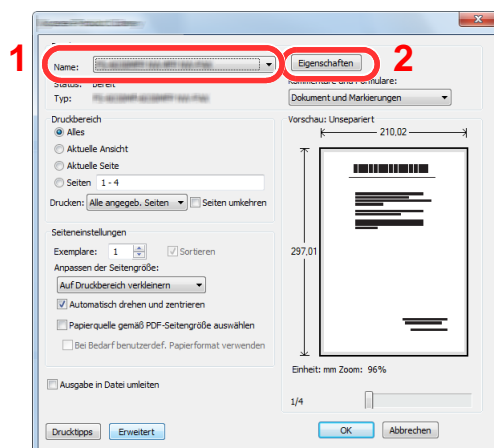 1
2
Name:
Eigenschaften
Status: Bereit
Kommentare und Formulare:
Typ:
Dokument und Markierungen
Druckbereich
Alles
Aktuelle Ansicht
Aktuelle Seite
Seiten 1 - 4
Drucken: Alle angegeb. Seiten Seiten umkehren
Seiteneinstellungen
Exemplare: 1 Sortieren
Anpassen der Seitengröße:
Auf Druckbereich verkleinern
Automatisch drehen und zentrieren
Papierquelle gemäß PDF-Seitengröße auswählen
Bei Bedarf benutzerdef. Papierformat verwenden
Ausgabe in Datei umleiten
Drucktipps Erweitert
Vorschau: Unsepariert
210,02
297,01
Einheit: mm Zoom: 96%
1/4
OK Abbrechen